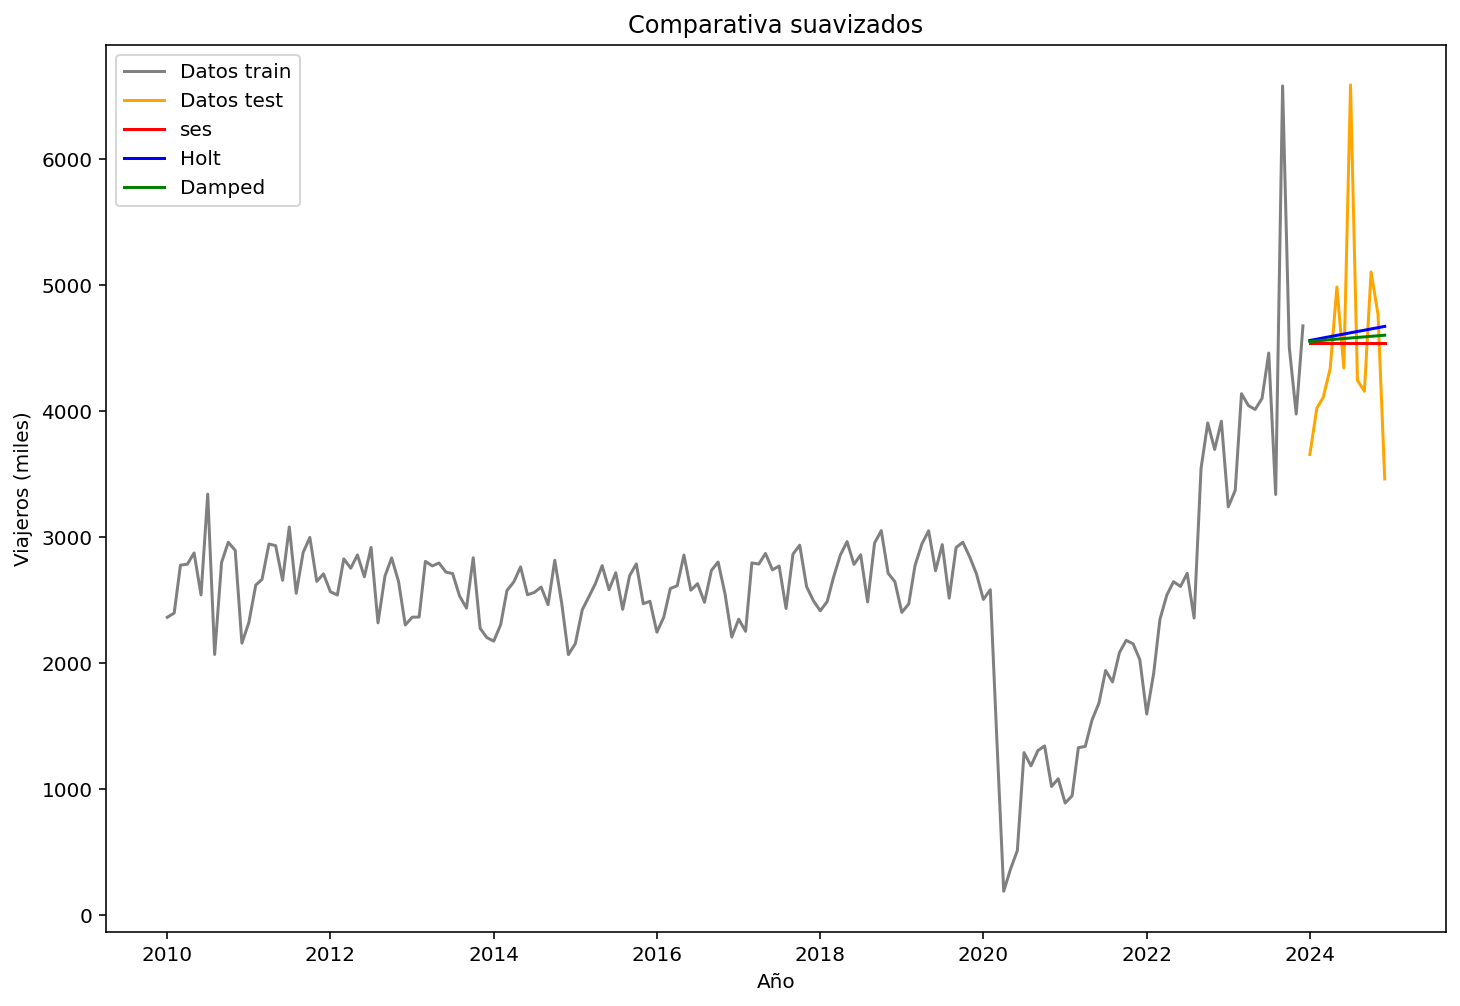 Comparativa suavizados
Datos train
Datos test
ses
Holt
Damped
6000
5000
4000
3000
2000
1000
0
Viajeros (miles)
2010 2012 2014 2016 2018 2020 2022 2024
Año